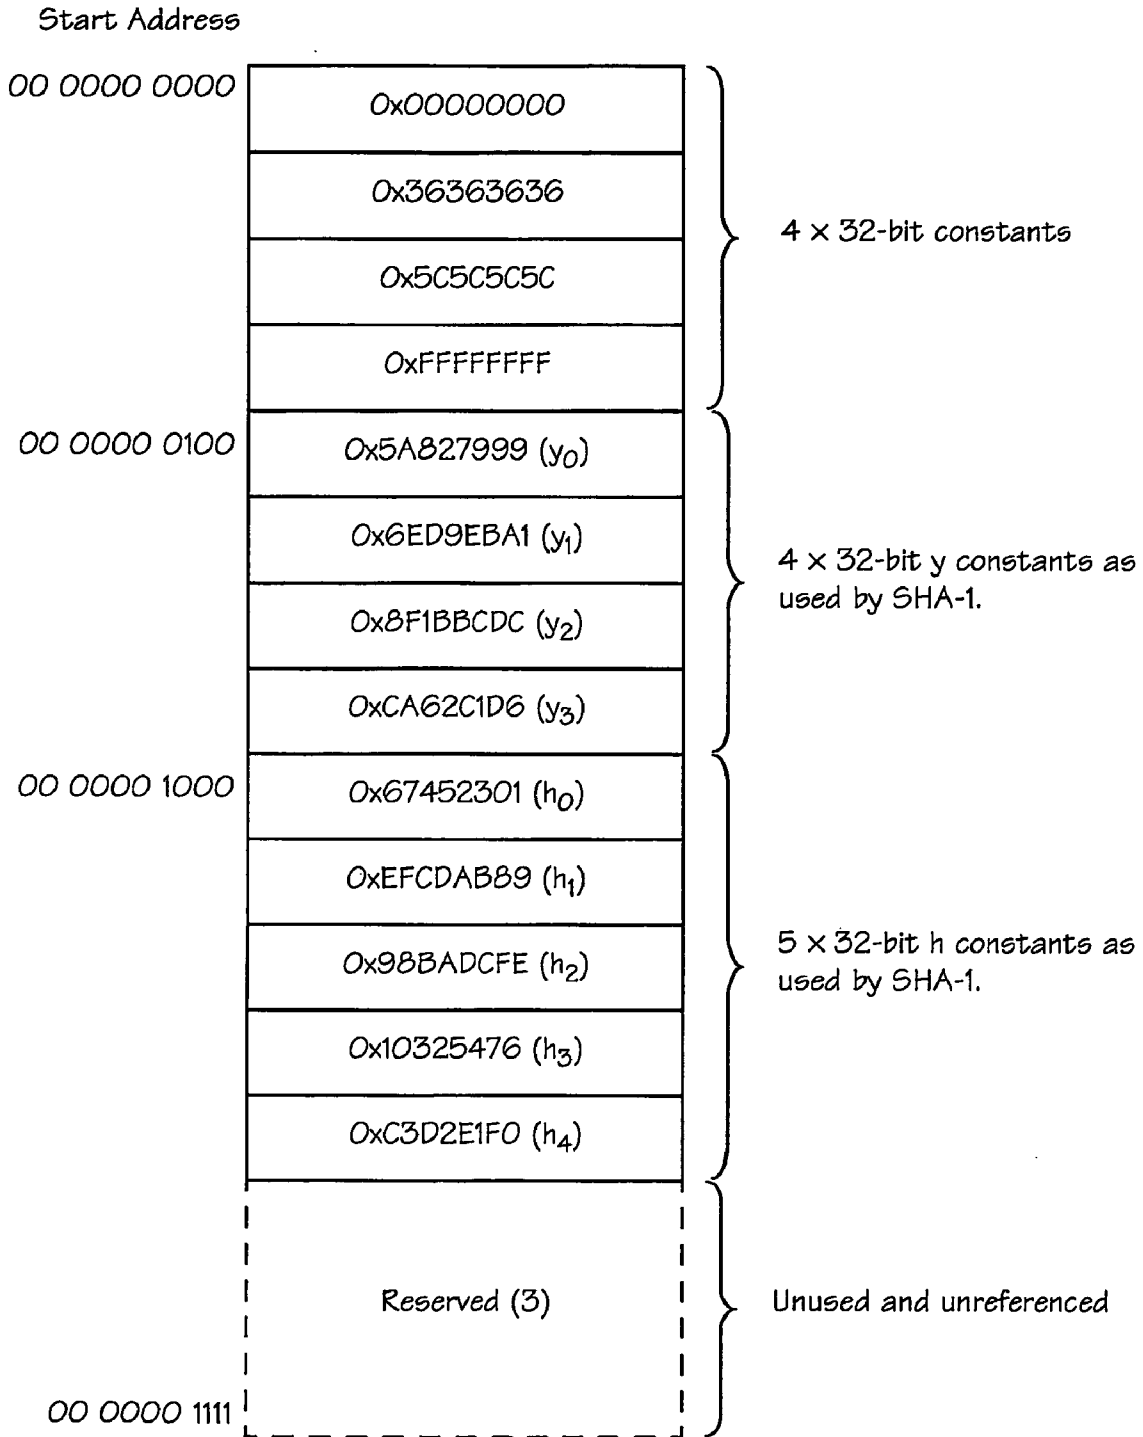 Start Address
00 0000 0000
0x00000000
0x36363636
0x5C5C5C5C
0xFFFFFFFF
4 × 32-bit constants
00 0000 0100
0x5A827999 (y0)
0x6ED9EBA1 (y1)
0x8F1BBCDC (y2)
0xCA62C1D6 (y3)
4 × 32-bit y constants as
used by SHA-1.
00 0000 1000
0x67452301 (h0)
0xEFCDAB89 (h1)
0x98BADCFE (h2)
0x10325476 (h3)
0xC3D2E1F0 (h4)
5 × 32-bit h constants as
used by SHA-1.
Reserved (3)
Unused and unreferenced
00 0000 1111